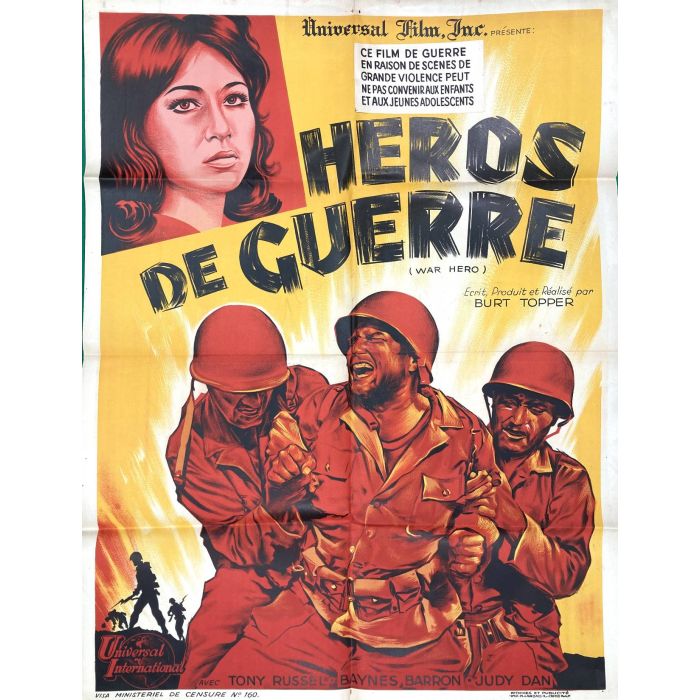 Universal Film, Inc. PRÉSENTE:
CE FILM DE GUERRE
EN RAISON DE SCÈNES DE
GRANDE VIOLENCE PEUT
NE PAS CONVENIR AUX ENFANTS
ET AUX JEUNES ADOLESCENTS
HEROS
DE GUERRE
(WAR HERO)
Ecrit, Produit et Réalisé par
BURT TOPPER
Universal
International
AVEC TONY RUSSEL · BAYNES BARRON · JUDY DAN
VISA MINISTERIEL DE CENSURE No 160.